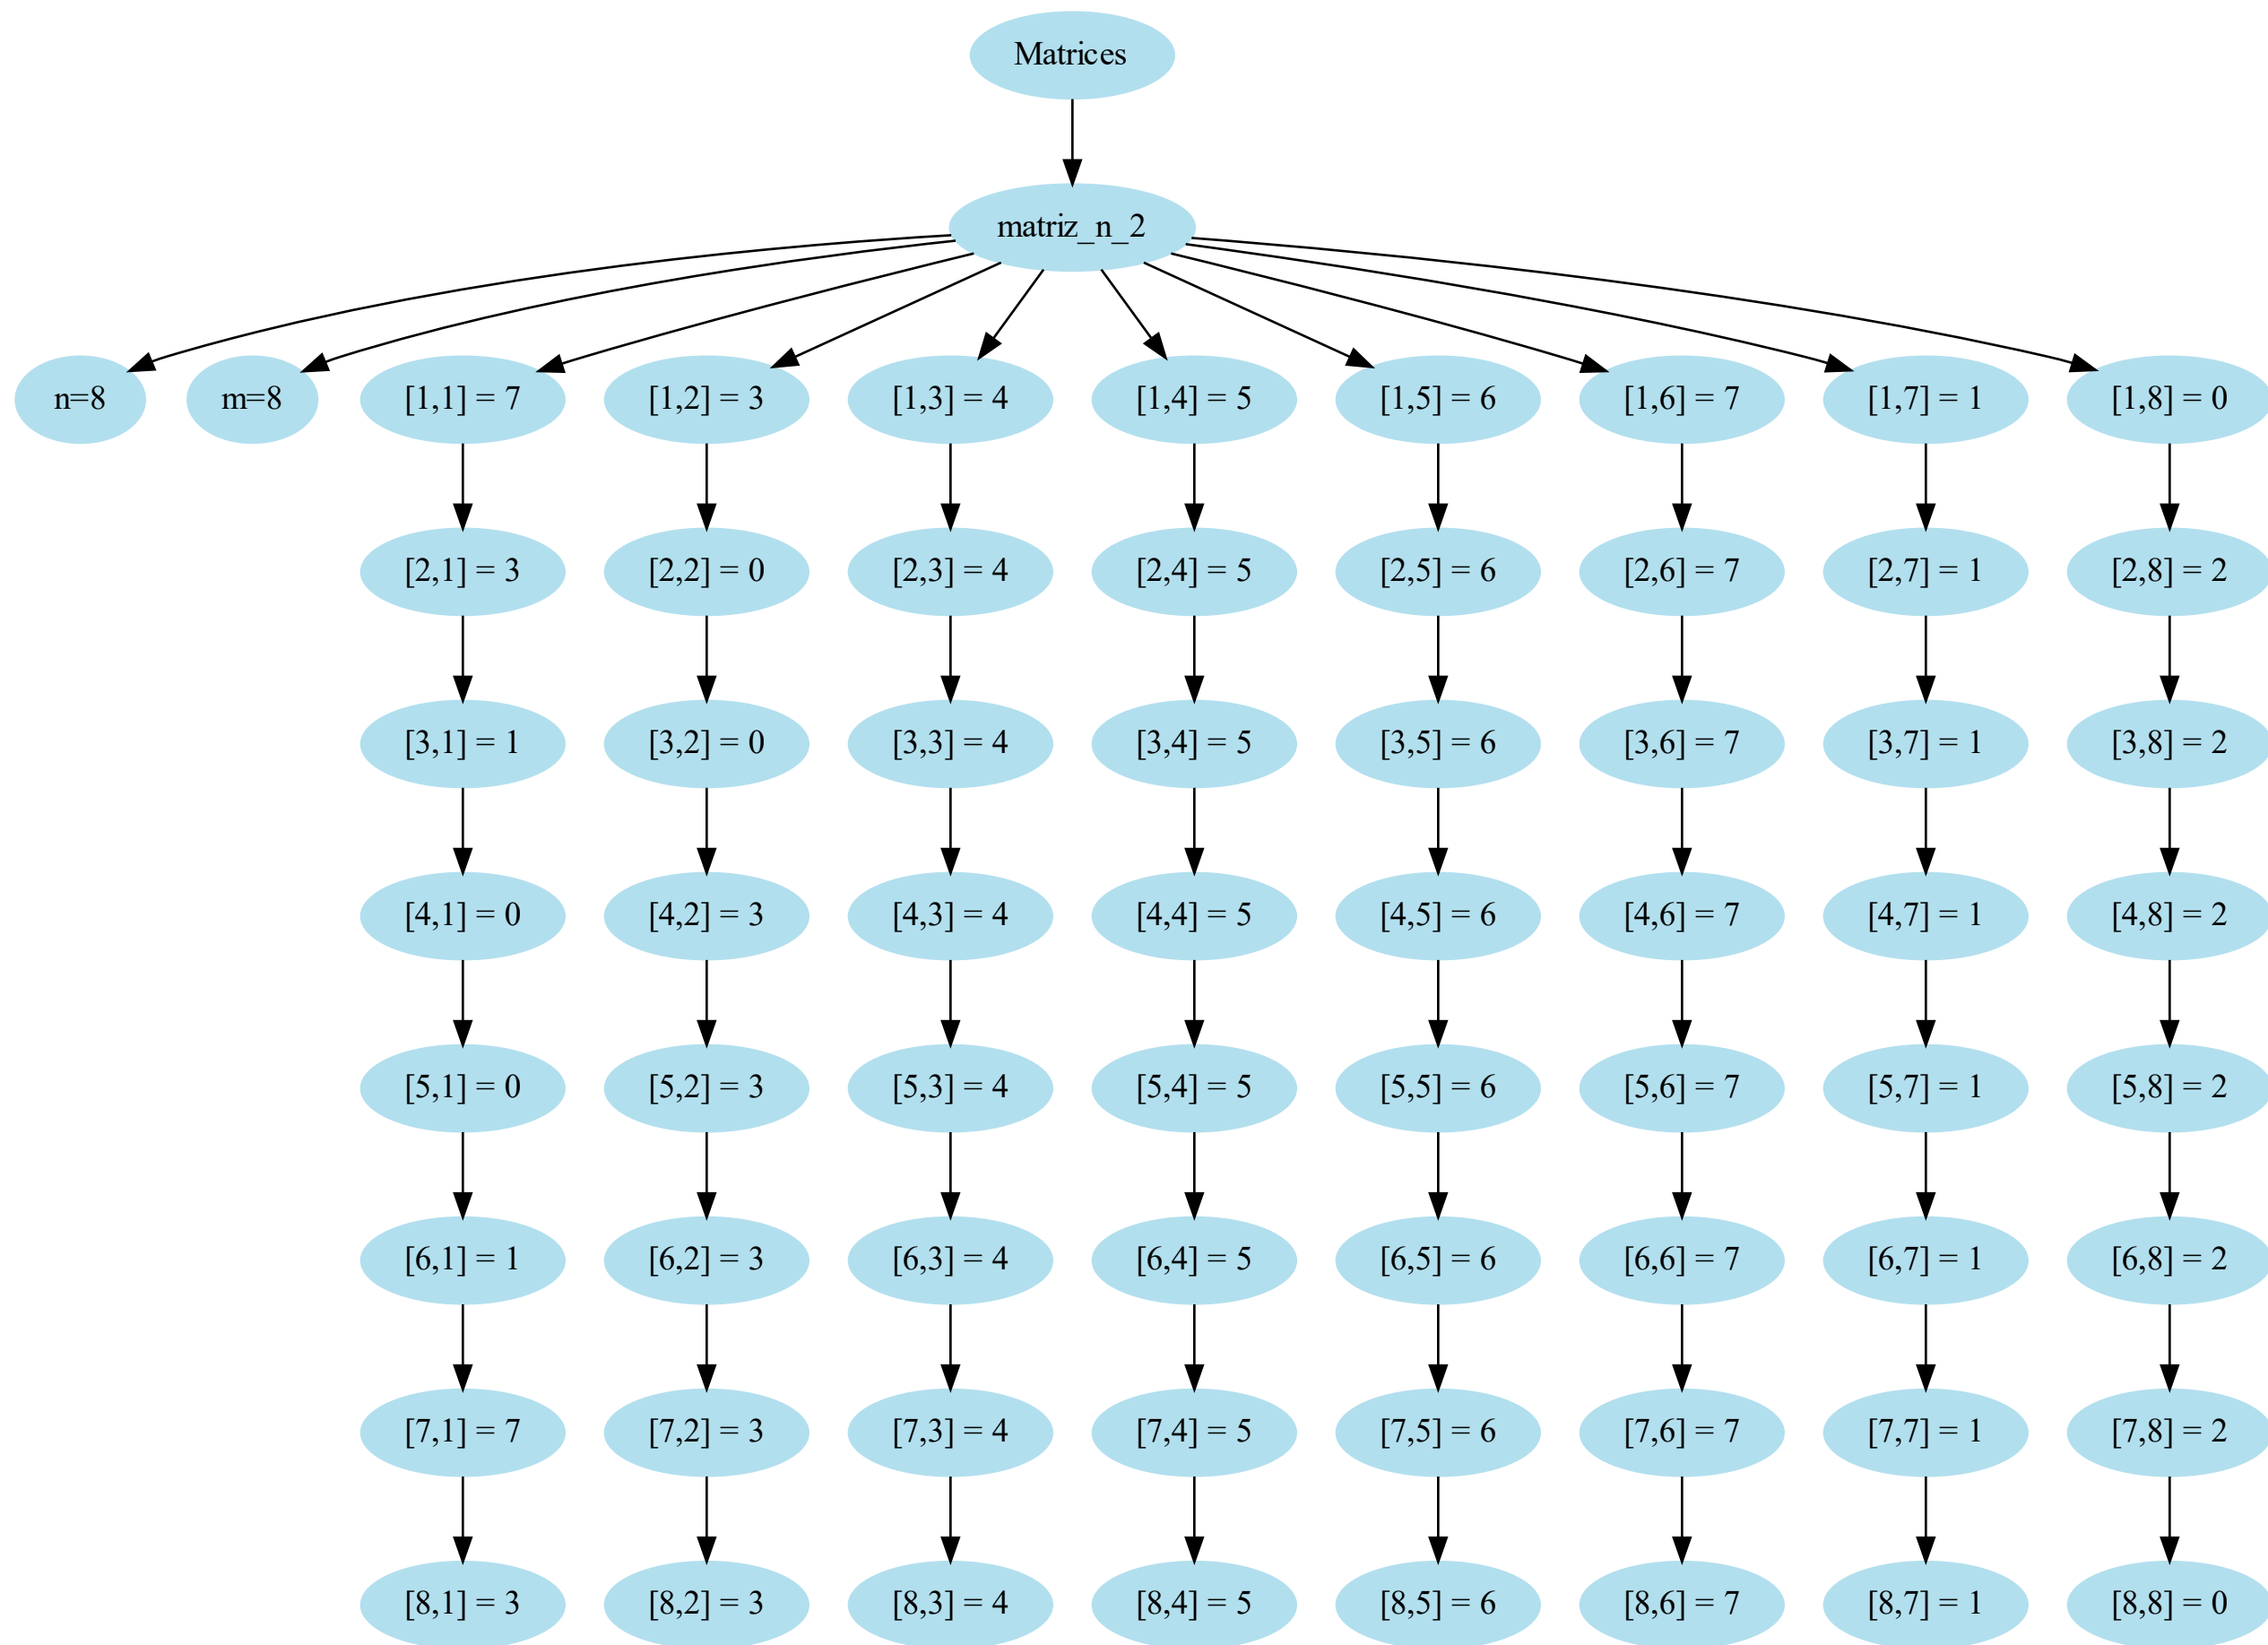 Matrices
matriz_n_2
n=8 m=8 [1,1] = 7 [1,2] = 3 [1,3] = 4 [1,4] = 5 [1,5] = 6 [1,6] = 7 [1,7] = 1 [1,8] = 0
[2,1] = 3 [2,2] = 0 [2,3] = 4 [2,4] = 5 [2,5] = 6 [2,6] = 7 [2,7] = 1 [2,8] = 2
[3,1] = 1 [3,2] = 0 [3,3] = 4 [3,4] = 5 [3,5] = 6 [3,6] = 7 [3,7] = 1 [3,8] = 2
[4,1] = 0 [4,2] = 3 [4,3] = 4 [4,4] = 5 [4,5] = 6 [4,6] = 7 [4,7] = 1 [4,8] = 2
[5,1] = 0 [5,2] = 3 [5,3] = 4 [5,4] = 5 [5,5] = 6 [5,6] = 7 [5,7] = 1 [5,8] = 2
[6,1] = 1 [6,2] = 3 [6,3] = 4 [6,4] = 5 [6,5] = 6 [6,6] = 7 [6,7] = 1 [6,8] = 2
[7,1] = 7 [7,2] = 3 [7,3] = 4 [7,4] = 5 [7,5] = 6 [7,6] = 7 [7,7] = 1 [7,8] = 2
[8,1] = 3 [8,2] = 3 [8,3] = 4 [8,4] = 5 [8,5] = 6 [8,6] = 7 [8,7] = 1 [8,8] = 0